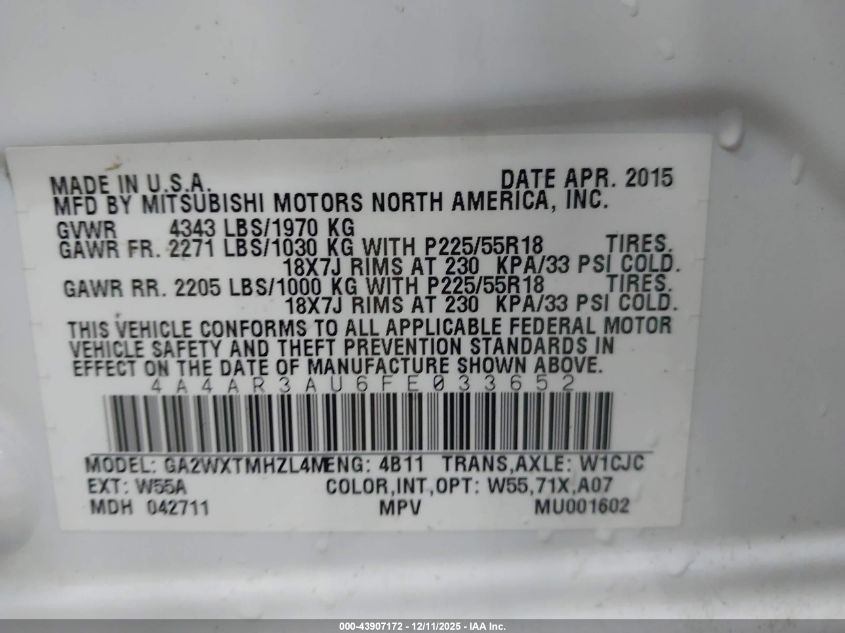 MADE IN U.S.A. DATE APR. 2015
MFD BY MITSUBISHI MOTORS NORTH AMERICA, INC.
GVWR 4343 LBS/1970 KG
GAWR FR. 2271 LBS/1030 KG WITH P225/55R18 TIRES.
18X7J RIMS AT 230 KPA/33 PSI COLD.
GAWR RR. 2205 LBS/1000 KG WITH P225/55R18 TIRES.
18X7J RIMS AT 230 KPA/33 PSI COLD.
THIS VEHICLE CONFORMS TO ALL APPLICABLE FEDERAL MOTOR
VEHICLE SAFETY AND THEFT PREVENTION STANDARDS IN
EFFECT ON THE DATE OF MANUFACTURE SHOWN ABOVE.
4A4AR3AU6FE033652
MODEL: GA2WXTMHZL4M ENG: 4B11 TRANS,AXLE: W1CJC
EXT: W55A COLOR,INT,OPT: W55,71X,A07
MDH 042711 MPV MU001602
000-43907172 - 12/11/2025 - IAA Inc.